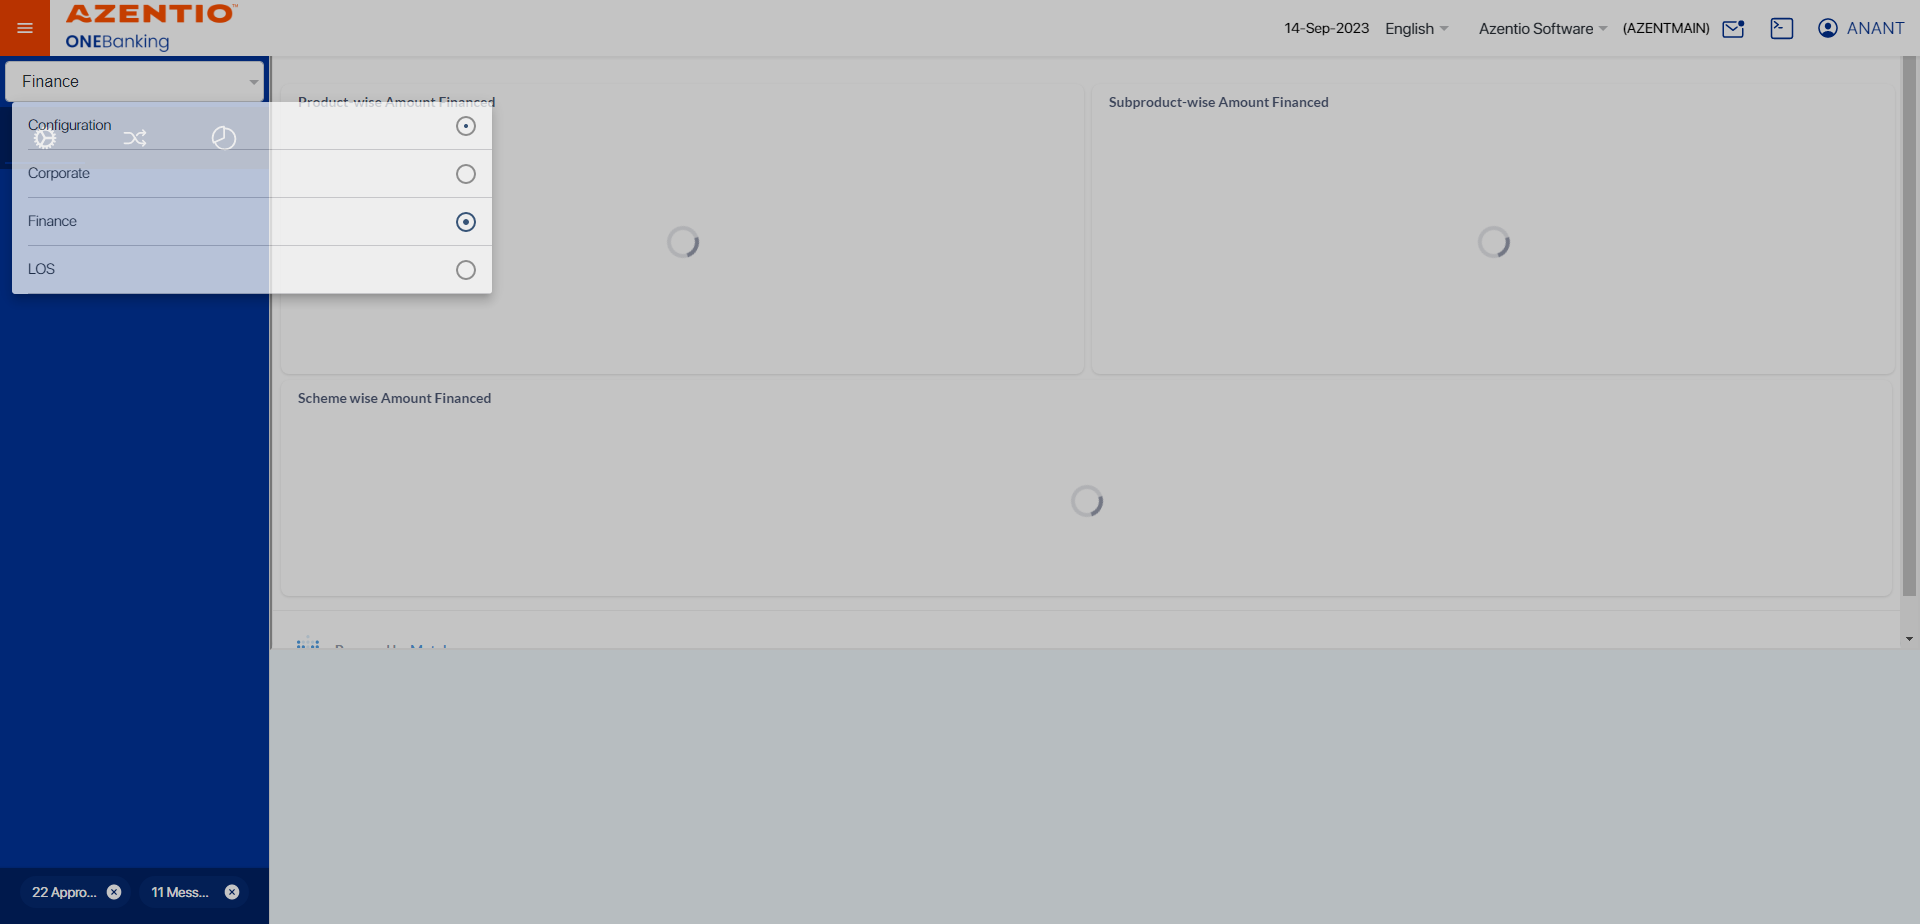 AZENTIO™
ONEBanking
14-Sep-2023 English Azentio Software (AZENTMAIN) ANANT
Finance
Product-wise Amount Financed
Subproduct-wise Amount Financed
Configuration
Corporate
Finance
LOS
Scheme wise Amount Financed
22 Appro...
11 Mess...